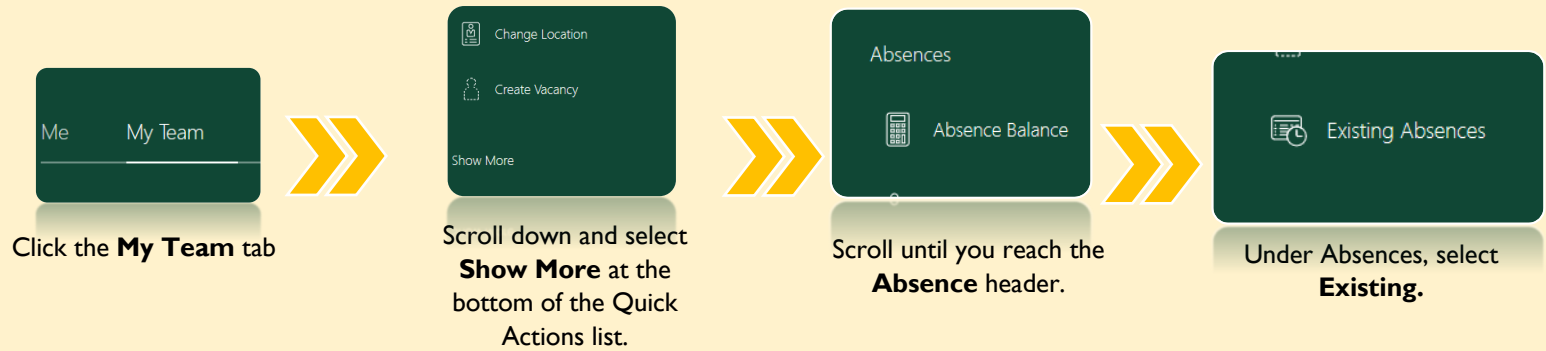 Me My Team
Click the My Team tab
Change Location
Create Vacancy
Show More
Scroll down and select
Show More at the
bottom of the Quick
Actions list.
Absences
Absence Balance
Scroll until you reach the
Absence header.
Existing Absences
Under Absences, select
Existing.